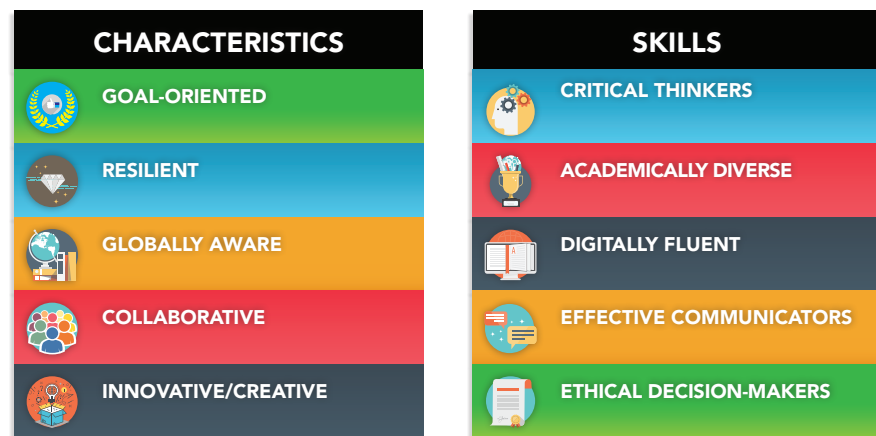 CHARACTERISTICS
GOAL-ORIENTED
RESILIENT
GLOBALLY AWARE
COLLABORATIVE
INNOVATIVE/CREATIVE
SKILLS
CRITICAL THINKERS
ACADEMICALLY DIVERSE
DIGITALLY FLUENT
EFFECTIVE COMMUNICATORS
ETHICAL DECISION-MAKERS